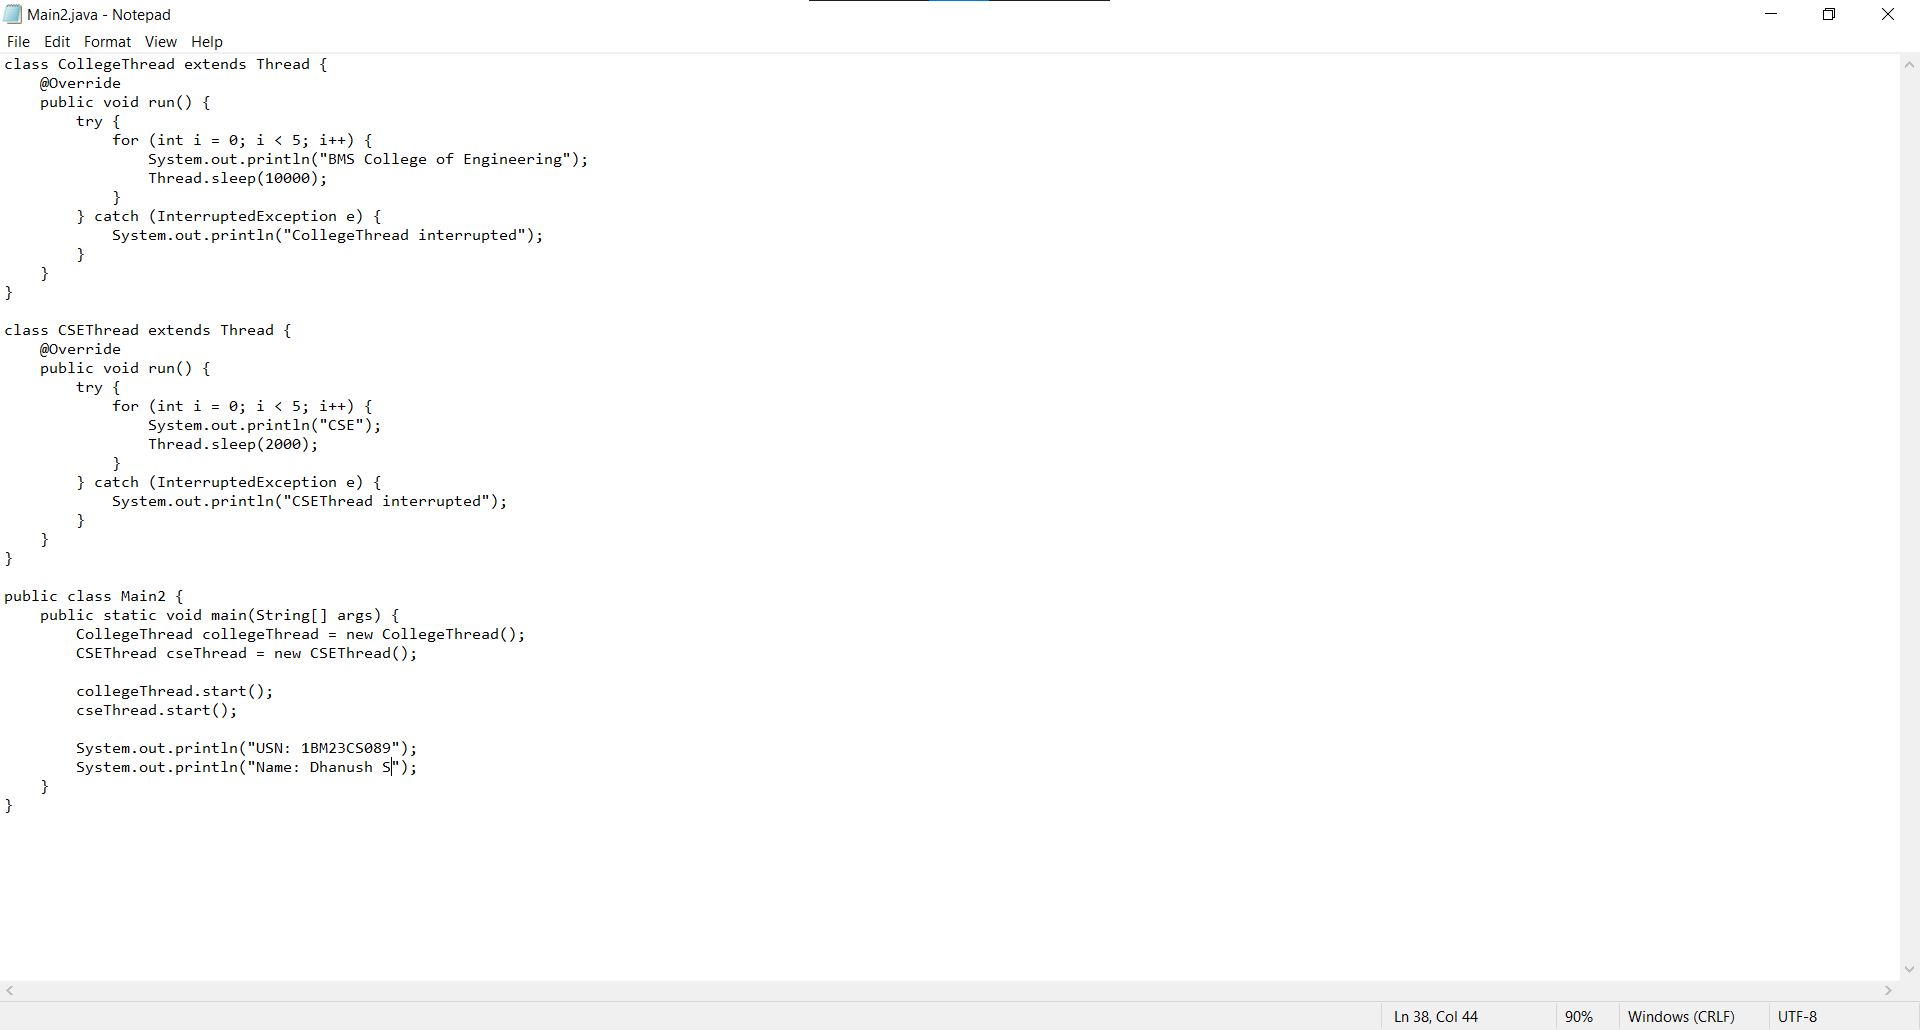 Main2.java - Notepad
File Edit Format View Help
class CollegeThread extends Thread {
    @Override
    public void run() {
        try {
            for (int i = 0; i < 5; i++) {
                System.out.println("BMS College of Engineering");
                Thread.sleep(10000);
            }
        } catch (InterruptedException e) {
            System.out.println("CollegeThread interrupted");
        }
    }
}

class CSEThread extends Thread {
    @Override
    public void run() {
        try {
            for (int i = 0; i < 5; i++) {
                System.out.println("CSE");
                Thread.sleep(2000);
            }
        } catch (InterruptedException e) {
            System.out.println("CSEThread interrupted");
        }
    }
}

public class Main2 {
    public static void main(String[] args) {
        CollegeThread collegeThread = new CollegeThread();
        CSEThread cseThread = new CSEThread();

        collegeThread.start();
        cseThread.start();

        System.out.println("USN: 1BM23CS089");
        System.out.println("Name: Dhanush S");
    }
}
Ln 38, Col 44 90% Windows (CRLF) UTF-8